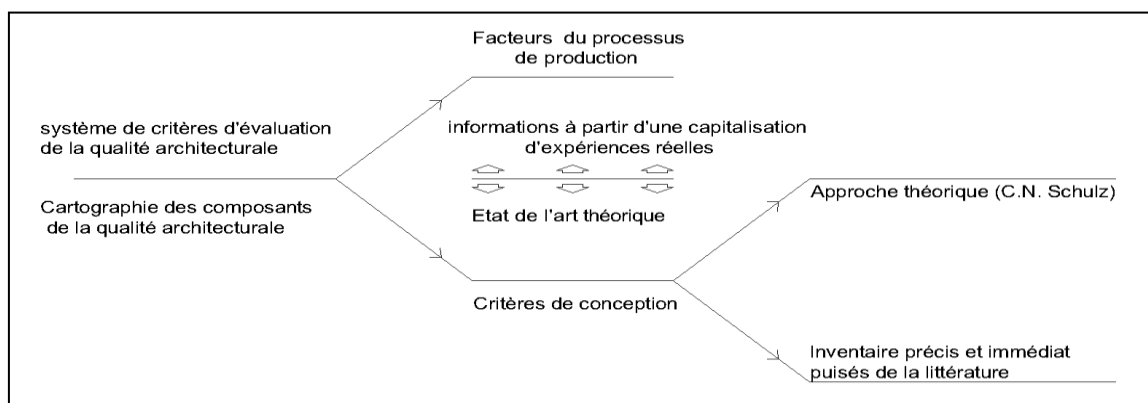 Facteurs du processus
de production
système de critères d'évaluation
de la qualité architecturale
informations à partir d'une capitalisation
d'expériences réelles
Cartographie des composants
de la qualité architecturale
Etat de l'art théorique
Approche théorique (C.N. Schulz)
Critères de conception
Inventaire précis et immédiat
puisés de la littérature